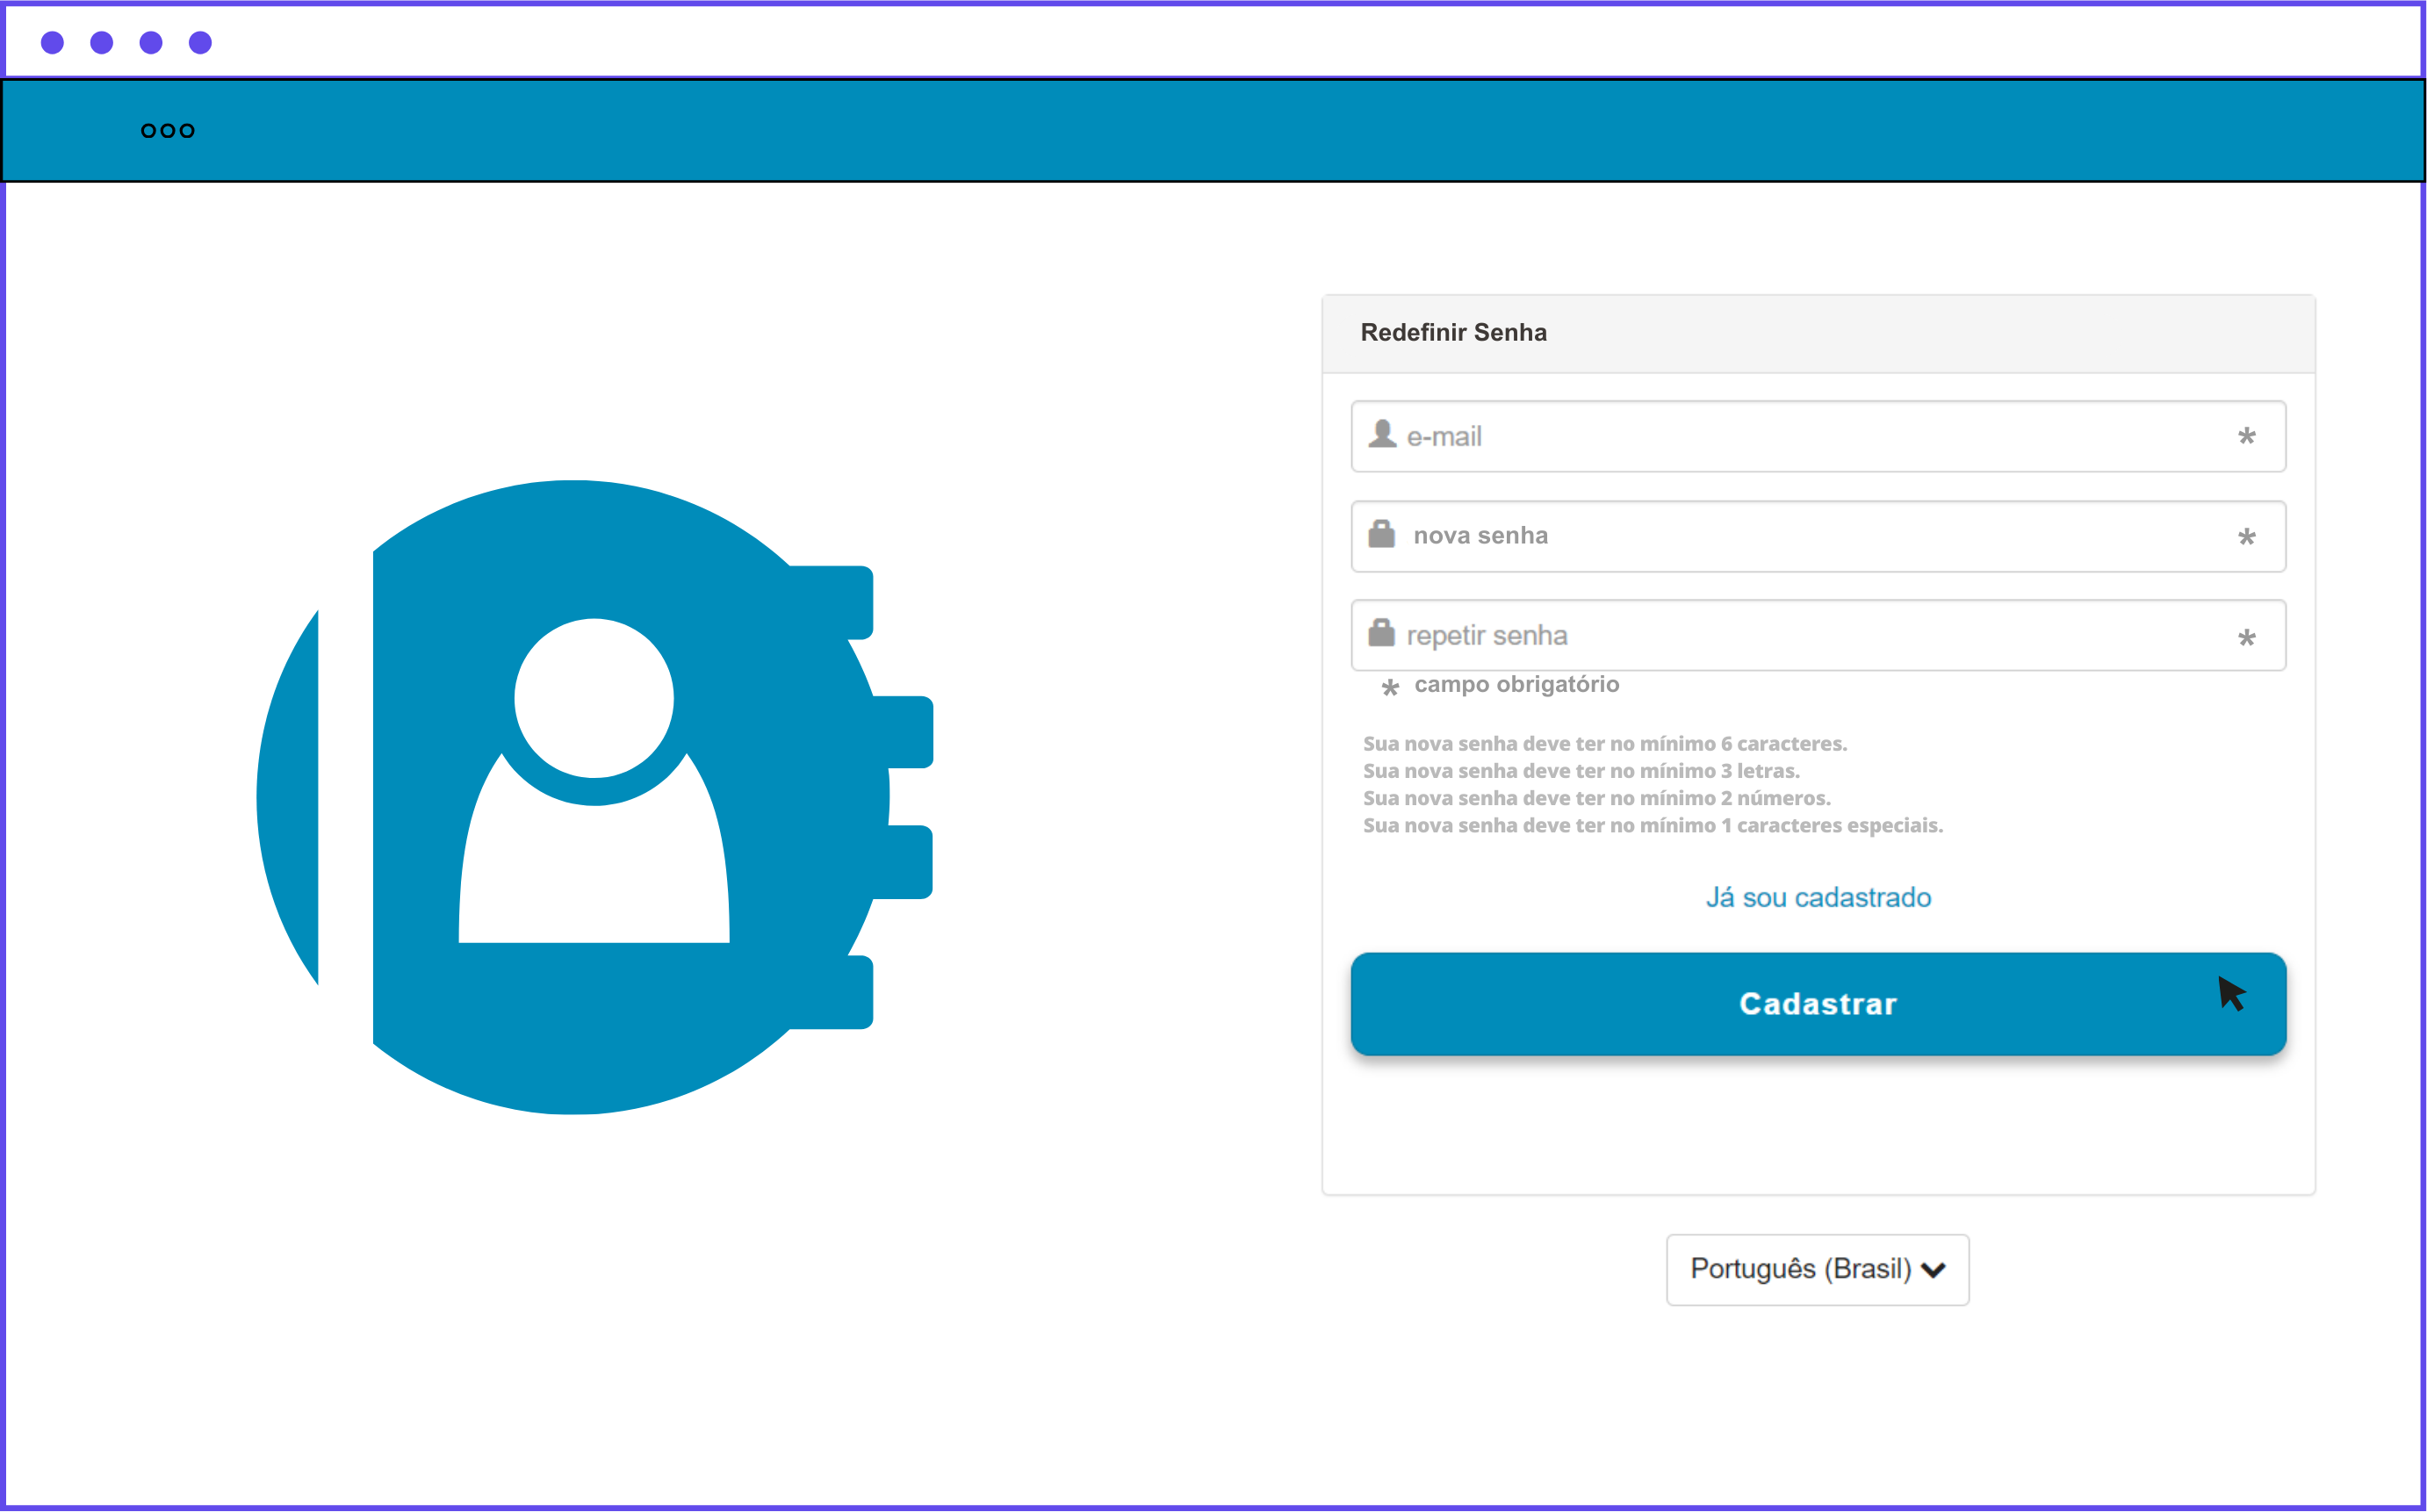 Redefinir Senha
e-mail *
nova senha *
repetir senha *
* campo obrigatório
Sua nova senha deve ter no mínimo 6 caracteres.
Sua nova senha deve ter no mínimo 3 letras.
Sua nova senha deve ter no mínimo 2 números.
Sua nova senha deve ter no mínimo 1 caracteres especiais.
Já sou cadastrado
Cadastrar
Português (Brasil)